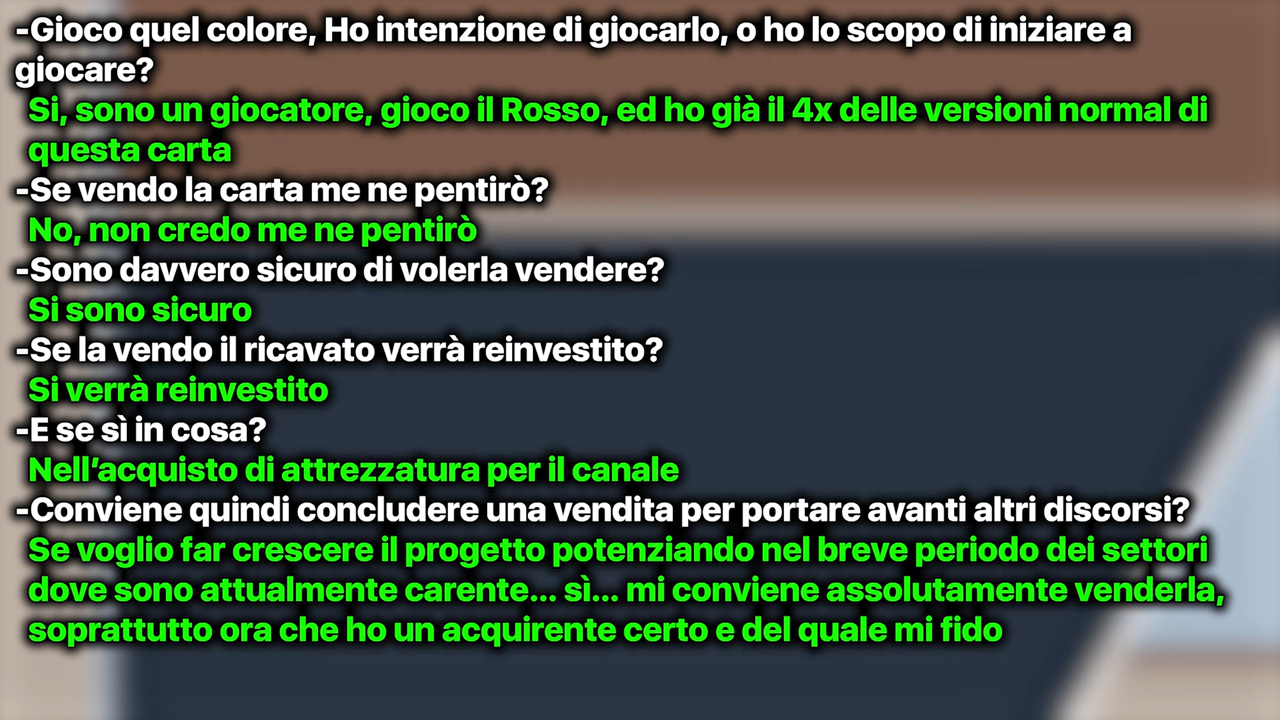 -Gioco quel colore, Ho intenzione di giocarlo, o ho lo scopo di iniziare a
giocare?
Si, sono un giocatore, gioco il Rosso, ed ho già il 4x delle versioni normal di
questa carta
-Se vendo la carta me ne pentirò?
No, non credo me ne pentirò
-Sono davvero sicuro di volerla vendere?
Si sono sicuro
-Se la vendo il ricavato verrà reinvestito?
Si verrà reinvestito
-E se sì in cosa?
Nell'acquisto di attrezzatura per il canale
-Conviene quindi concludere una vendita per portare avanti altri discorsi?
Se voglio far crescere il progetto potenziando nel breve periodo dei settori
dove sono attualmente carente... sì... mi conviene assolutamente venderla,
soprattutto ora che ho un acquirente certo e del quale mi fido